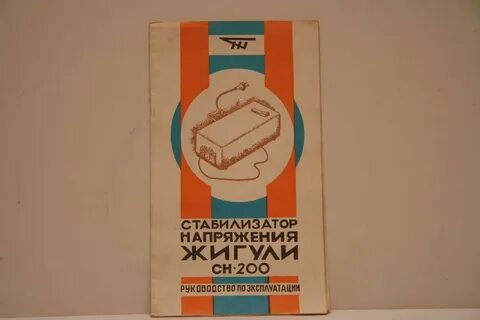 СТАБИЛИЗАТОР
НАПРЯЖЕНИЯ
ЖИГУЛИ
СН-200
РУКОВОДСТВО ПО ЭКСПЛУАТАЦИИ